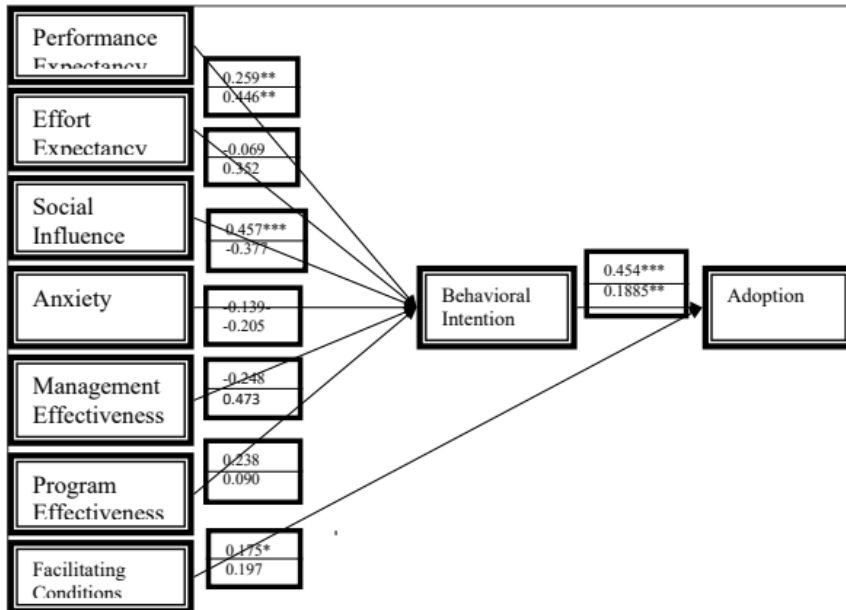 Performance
Expectancy
0.259**
0.446**
Effort
Expectancy
-0.069
0.352
Social
Influence
0.457***
-0.377
Anxiety
-0.139-
-0.205
Management
Effectiveness
-0.248
0.473
Program
Effectiveness
0.238
0.090
Facilitating
Conditions
0.175*
0.197
Behavioral
Intention
0.454***
0.1885**
Adoption